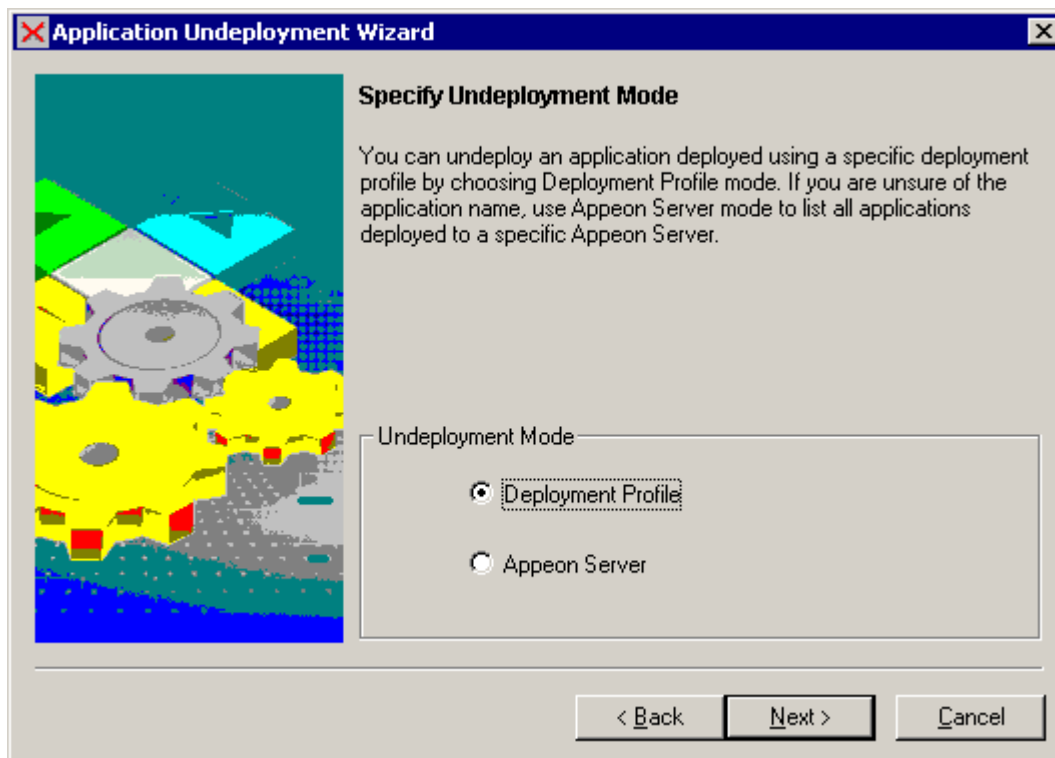 Application Undeployment Wizard
Specify Undeployment Mode
You can undeploy an application deployed using a specific deployment
profile by choosing Deployment Profile mode. If you are unsure of the
application name, use Appeon Server mode to list all applications
deployed to a specific Appeon Server.
Undeployment Mode
Deployment Profile
Appeon Server
< Back Next > Cancel